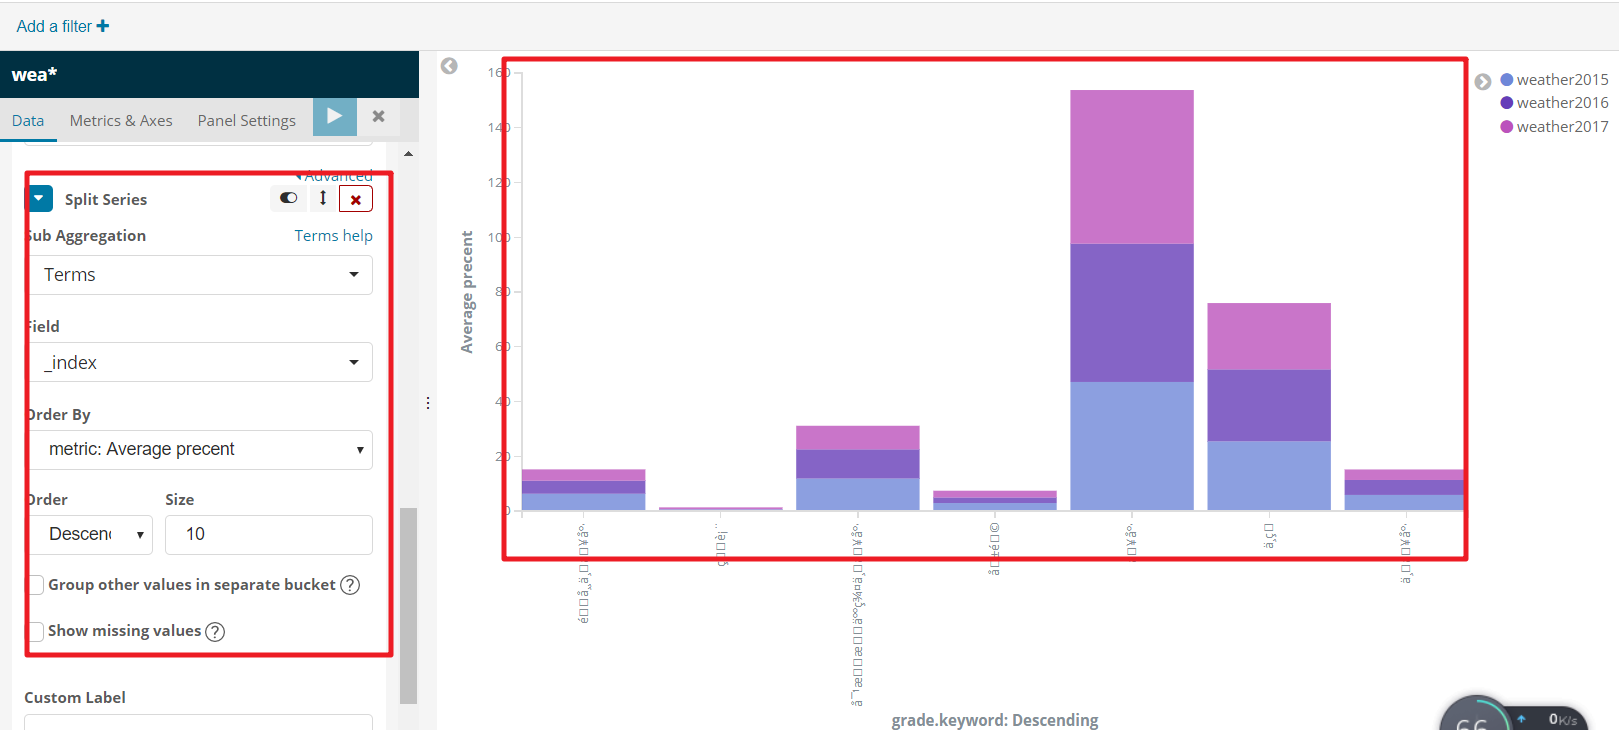 Add a filter +
wea*
Data Metrics & Axes Panel Settings
Advanced
Split Series
Sub Aggregation Terms help
Terms
Field
_index
Order By
metric: Average precent
Order Size
Descend 10
Group other values in separate bucket ?
Show missing values ?
Custom Label
160
140
120
100
80
60
40
20
0
Average precent
grade.keyword: Descending
weather2015
weather2016
weather2017
66
0K/s